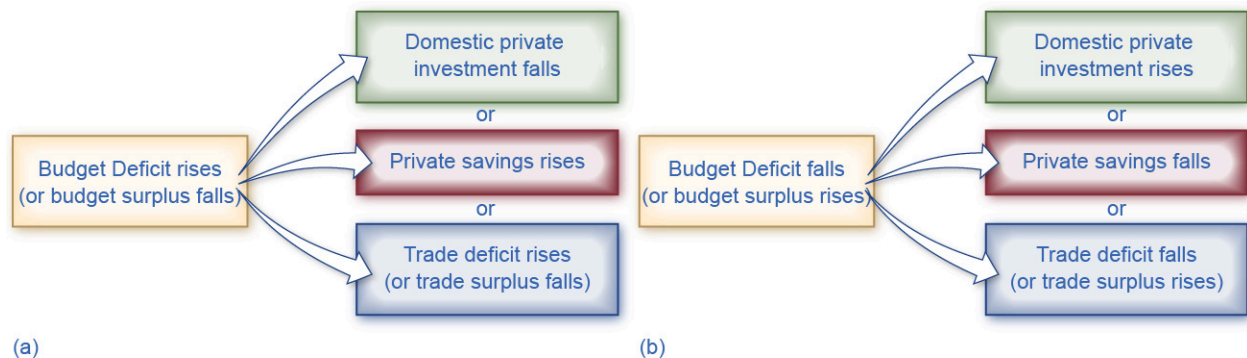 Domestic private
investment falls
or
Budget Deficit rises
(or budget surplus falls)
Private savings rises
or
Trade deficit rises
(or trade surplus falls)
(a)
Domestic private
investment rises
or
Budget Deficit falls
(or budget surplus rises)
Private savings falls
or
Trade deficit falls
(or trade surplus rises)
(b)